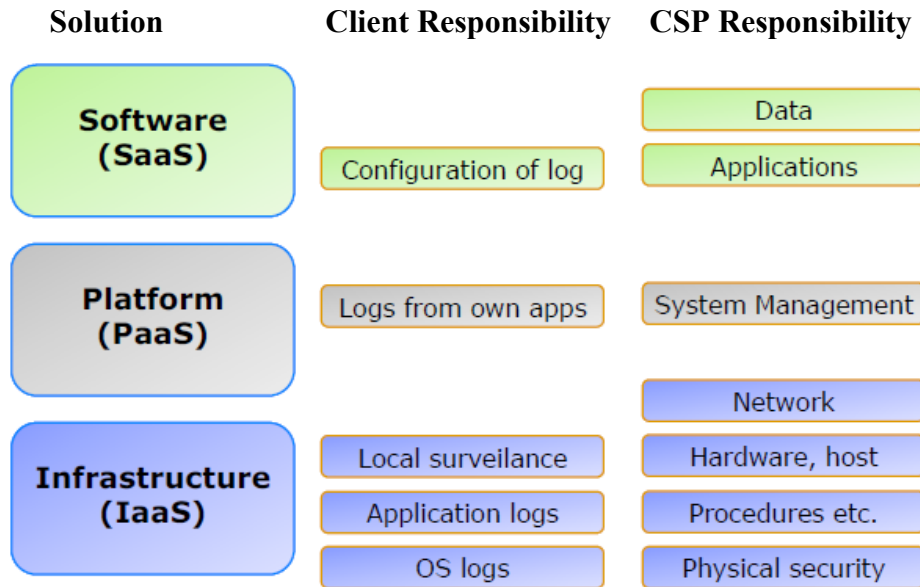 Solution Client Responsibility CSP Responsibility
Software
(SaaS)
Configuration of log
Data
Applications
Platform
(PaaS)
Logs from own apps
System Management
Infrastructure
(IaaS)
Local surveilance
Application logs
OS logs
Network
Hardware, host
Procedures etc.
Physical security